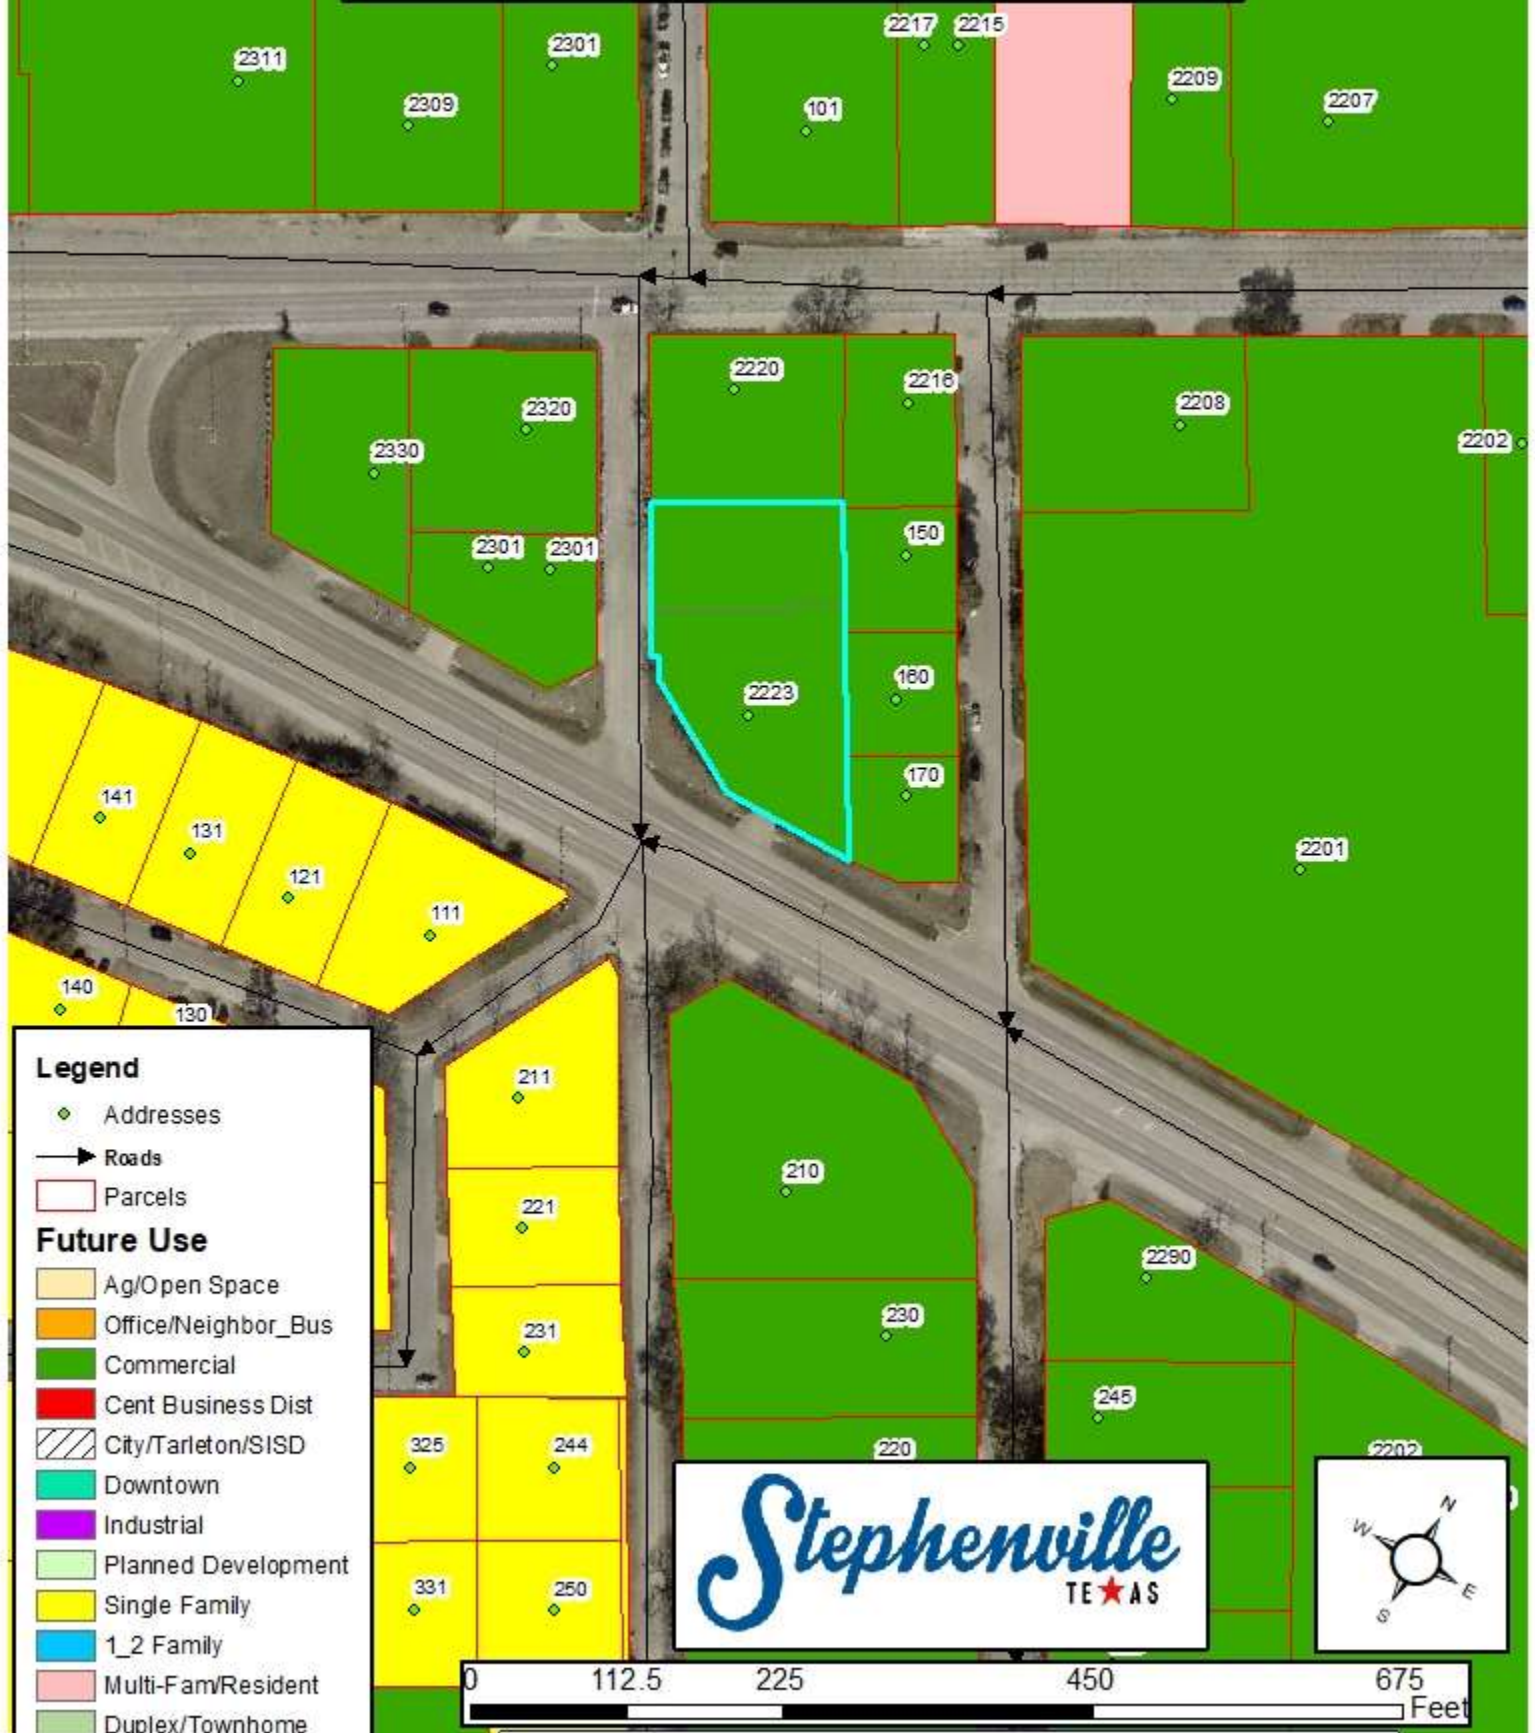 2217 2215
2301
2311
2209
2207
2309
101
2220
2216
2208
2320
2202
2330
150
2301 2301
160
2223
170
141
131
2201
121
111
140
130
211
210
221
2290
230
231
245
325
244
220
2202
331
250
Legend
Addresses
Roads
Parcels
Future Use
Ag/Open Space
Office/Neighbor_Bus
Commercial
Cent Business Dist
City/Tarleton/SISD
Downtown
Industrial
Planned Development
Single Family
1_2 Family
Multi-Fam/Resident
Duplex/Townhome
Stephenville
TEXAS
N
W
E
S
0 112.5 225 450 675
Feet